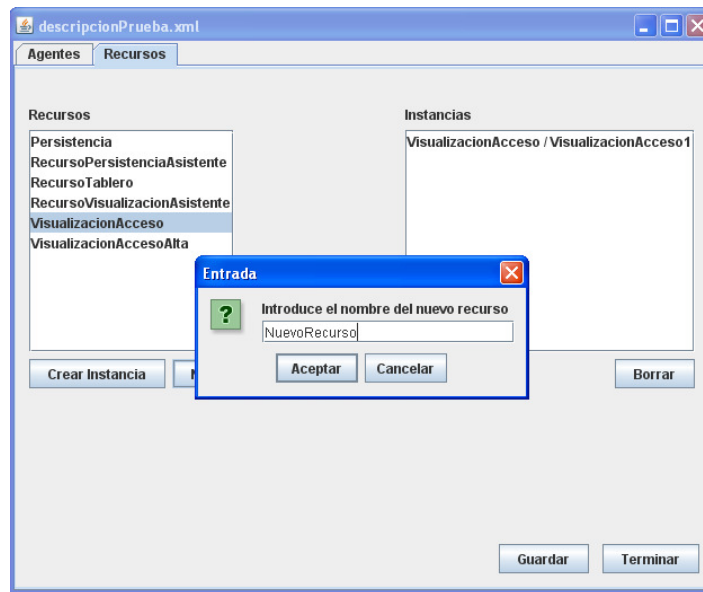 descripcionPrueba.xml
Agentes Recursos
Recursos Instancias
Persistencia
RecursoPersistenciaAsistente
RecursoTablero
RecursoVisualizacionAsistente
VisualizacionAcceso
VisualizacionAccesoAlta
VisualizacionAcceso / VisualizacionAcceso1
Entrada
Introduce el nombre del nuevo recurso
NuevoRecurso
Aceptar Cancelar
Crear Instancia Borrar
Guardar Terminar